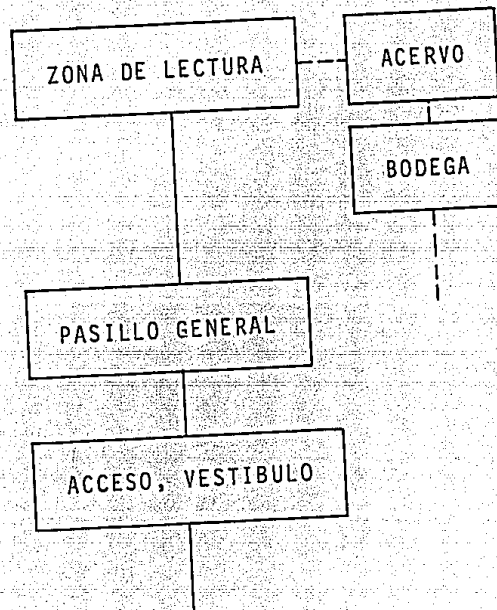 ZONA DE LECTURA
ACERVO
BODEGA
PASILLO GENERAL
ACCESO, VESTIBULO